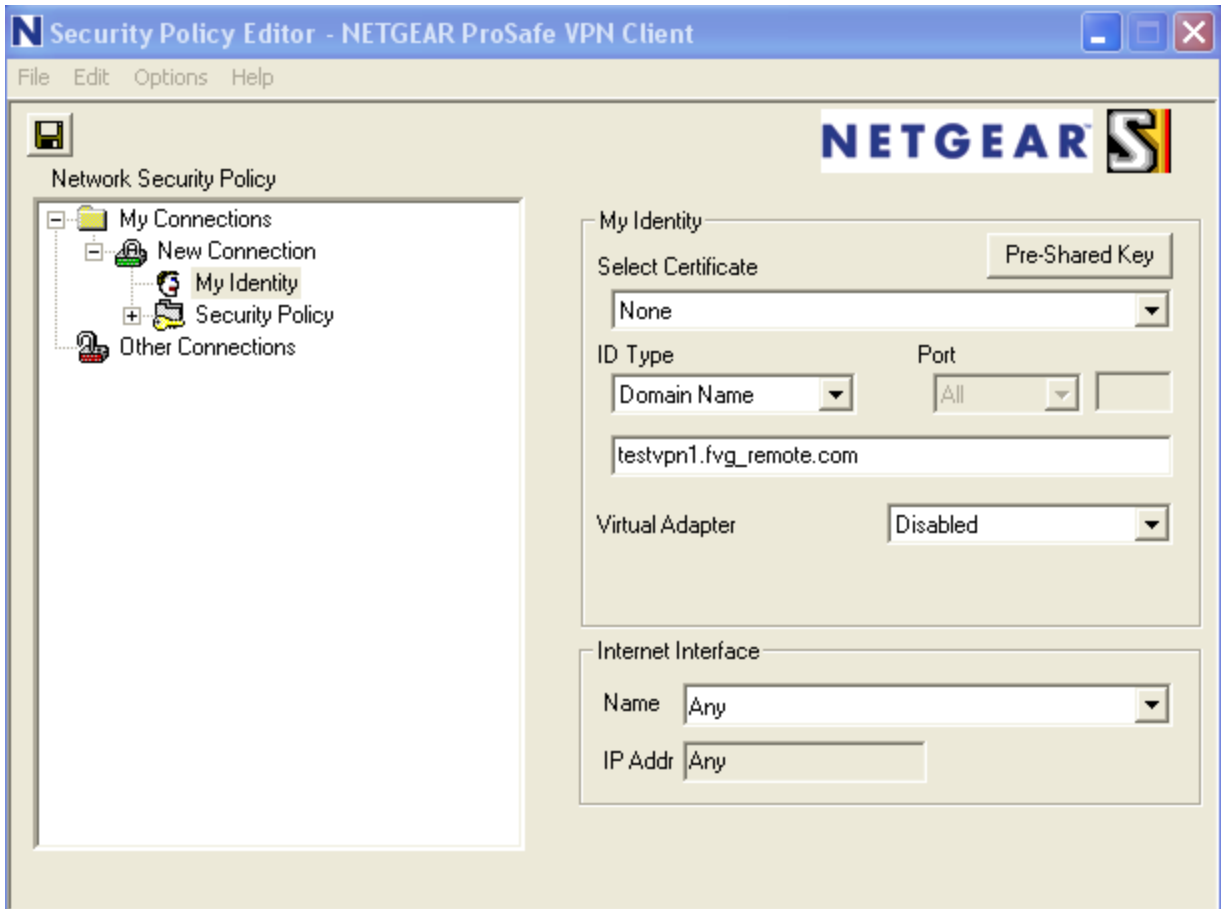 Security Policy Editor - NETGEAR ProSafe VPN Client
File Edit Options Help
NETGEAR™ S
Network Security Policy
My Connections
New Connection
My Identity
Security Policy
Other Connections
My Identity
Pre-Shared Key
Select Certificate
None
ID Type Port
Domain Name All
testvpn1.fvg_remote.com
Virtual Adapter Disabled
Internet Interface
Name Any
IP Addr Any